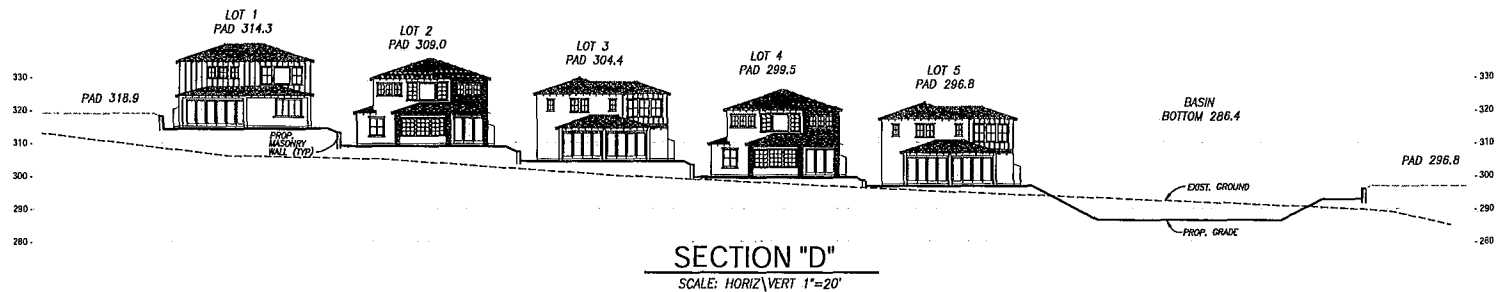 LOT 1
PAD 314.3
LOT 2
PAD 309.0
LOT 3
PAD 304.4
LOT 4
PAD 299.5
LOT 5
PAD 296.8
330-
320-
310-
300-
290-
280-
PAD 318.9
PROP.
MASONRY
WALL (TYP)
BASIN
BOTTOM 286.4
PAD 296.8
EXIST. GROUND
PROP. GRADE
-330
-320
-310
-300
-290
-280
SECTION "D"
SCALE: HORIZ\VERT 1"=20'